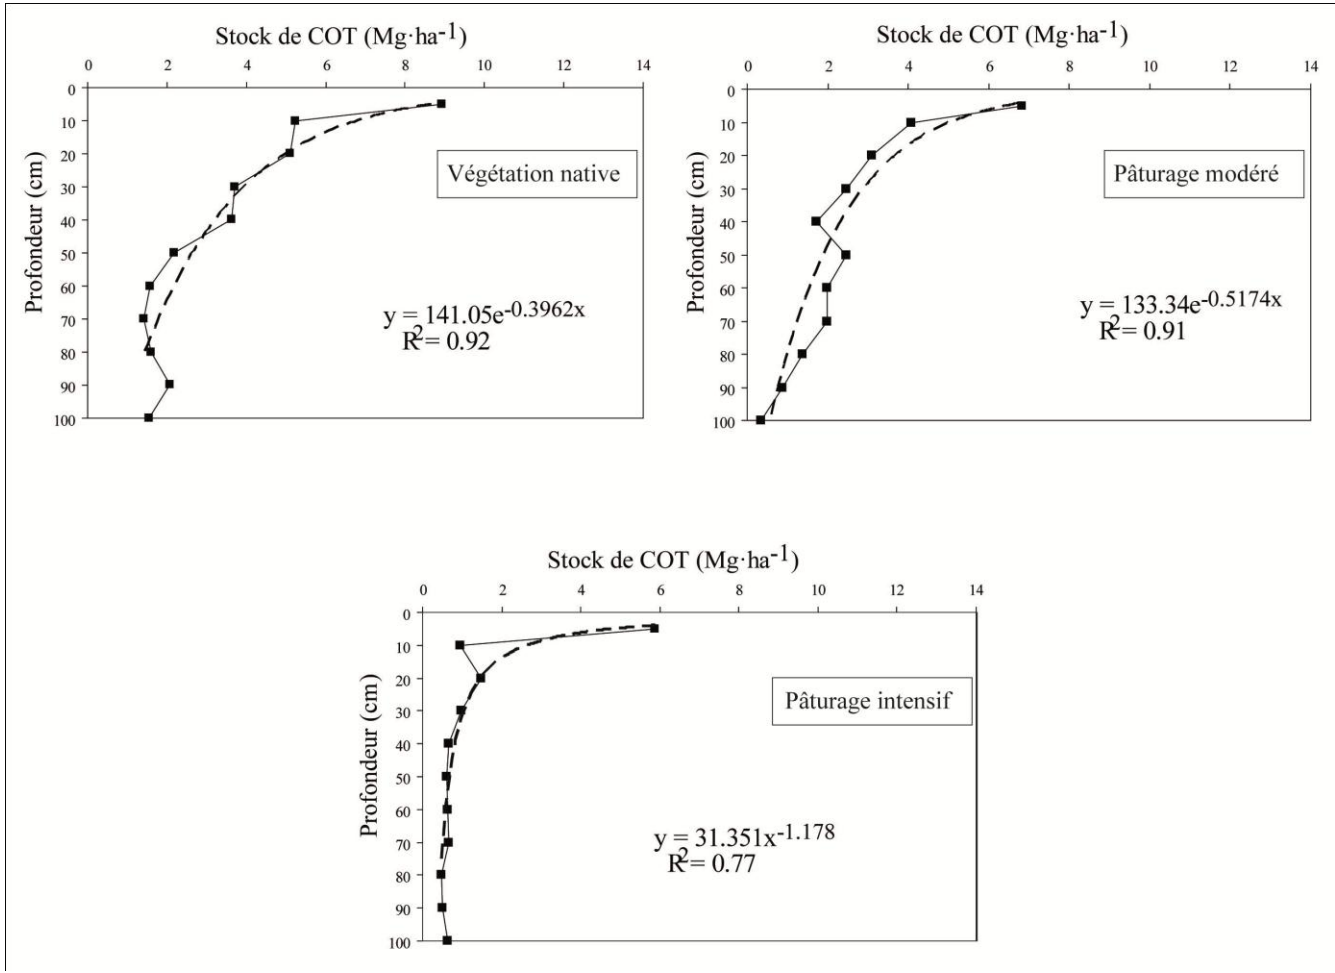 Stock de COT (Mg·ha-1)
0 2 4 6 8 10 12 14
0
10
20
30
40
50
60
70
80
90
100
Profondeur (cm)
Végétation native
y = 141.05e-0.3962x
R2= 0.92
Stock de COT (Mg·ha-1)
0 2 4 6 8 10 12 14
0
10
20
30
40
50
60
70
80
90
100
Profondeur (cm)
Pâturage modéré
y = 133.34e-0.5174x
R2= 0.91
Stock de COT (Mg·ha-1)
0 2 4 6 8 10 12 14
0
10
20
30
40
50
60
70
80
90
100
Profondeur (cm)
Pâturage intensif
y = 31.351x-1.178
R2= 0.77